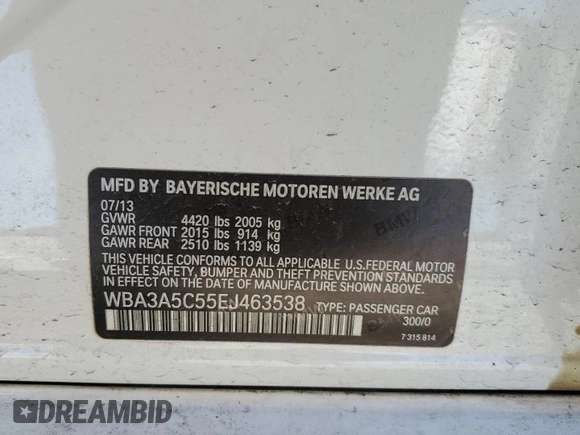 MFD BY BAYERISCHE MOTOREN WERKE AG
07/13
GVWR 4420 lbs 2005 kg
GAWR FRONT 2015 lbs 914 kg
GAWR REAR 2510 lbs 1139 kg
THIS VEHICLE CONFORMS TO ALL APPLICABLE U.S.FEDERAL MOTOR
VEHICLE SAFETY, BUMPER AND THEFT PREVENTION STANDARDS
IN EFFECT ON THE DATE OF MANUFACTURE SHOWN ABOVE.
WBA3A5C55EJ463538 TYPE: PASSENGER CAR
300/0
7 315 814
DREAMBID